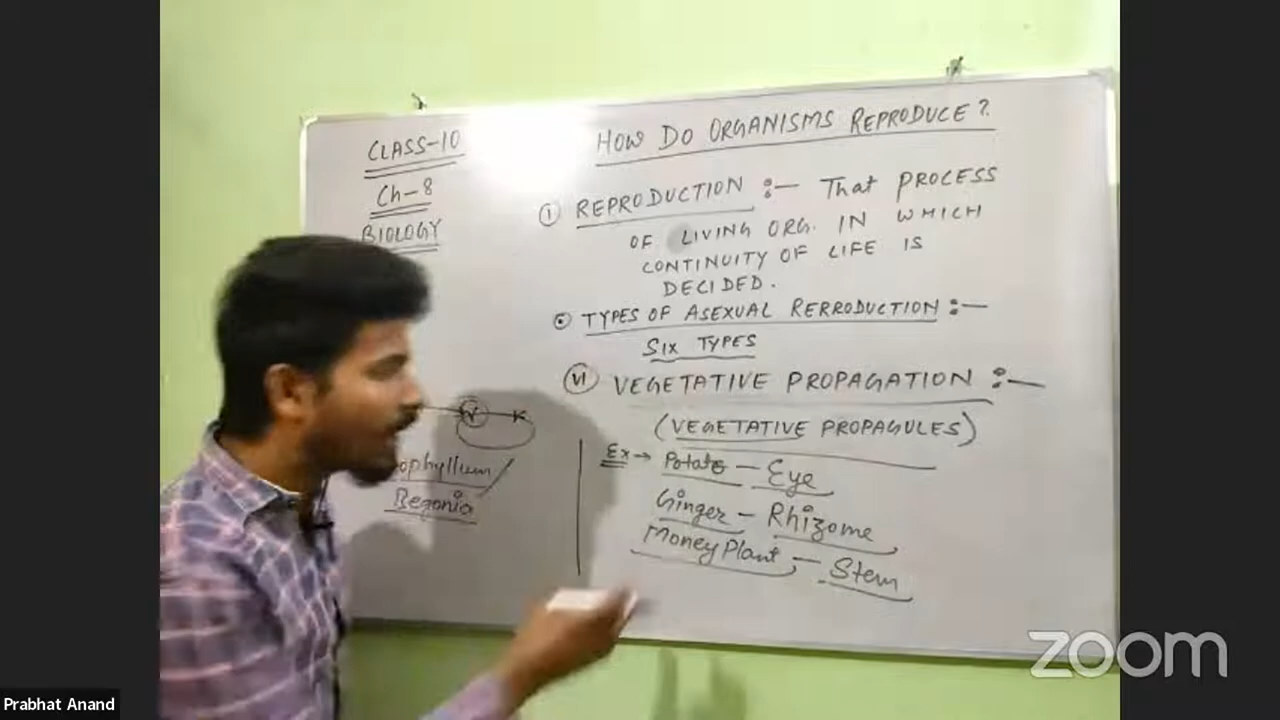 CLASS-10
Ch-8
BIOLOGY
HOW DO ORGANISMS REPRODUCE?
I REPRODUCTION :- That PROCESS
OF LIVING ORG. IN WHICH
CONTINUITY OF LIFE IS
DECIDED.
TYPES OF ASEXUAL RERRODUCTION :-
SIX TYPES
VI VEGETATIVE PROPAGATION :-
(VEGETATIVE PROPAGULES)
Ex → Potato - Eye
Ginger - Rhizome
Money Plant - Stem
ophyllum
Begonia
zoom
Prabhat Anand